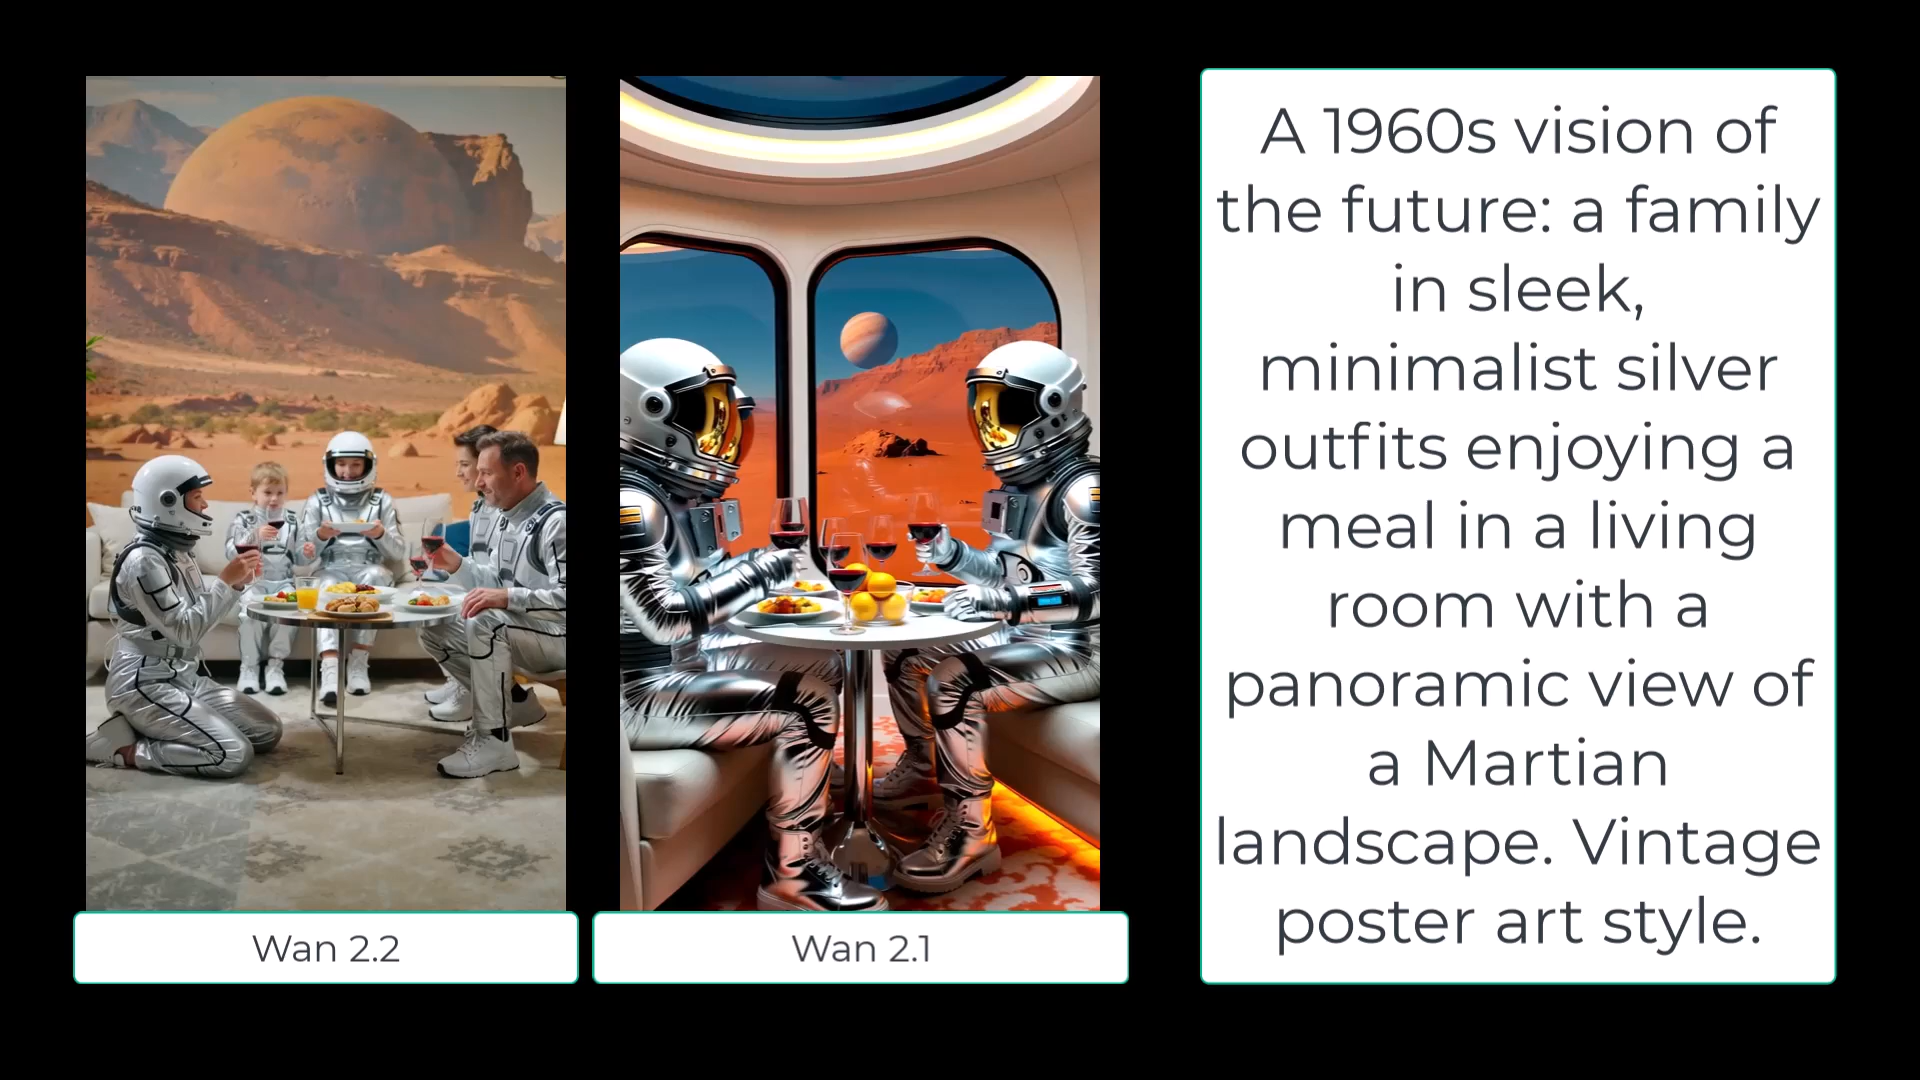 A 1960s vision of
the future: a family
in sleek,
minimalist silver
outfits enjoying a
meal in a living
room with a
panoramic view of
a Martian
landscape. Vintage
poster art style.
Wan 2.2
Wan 2.1